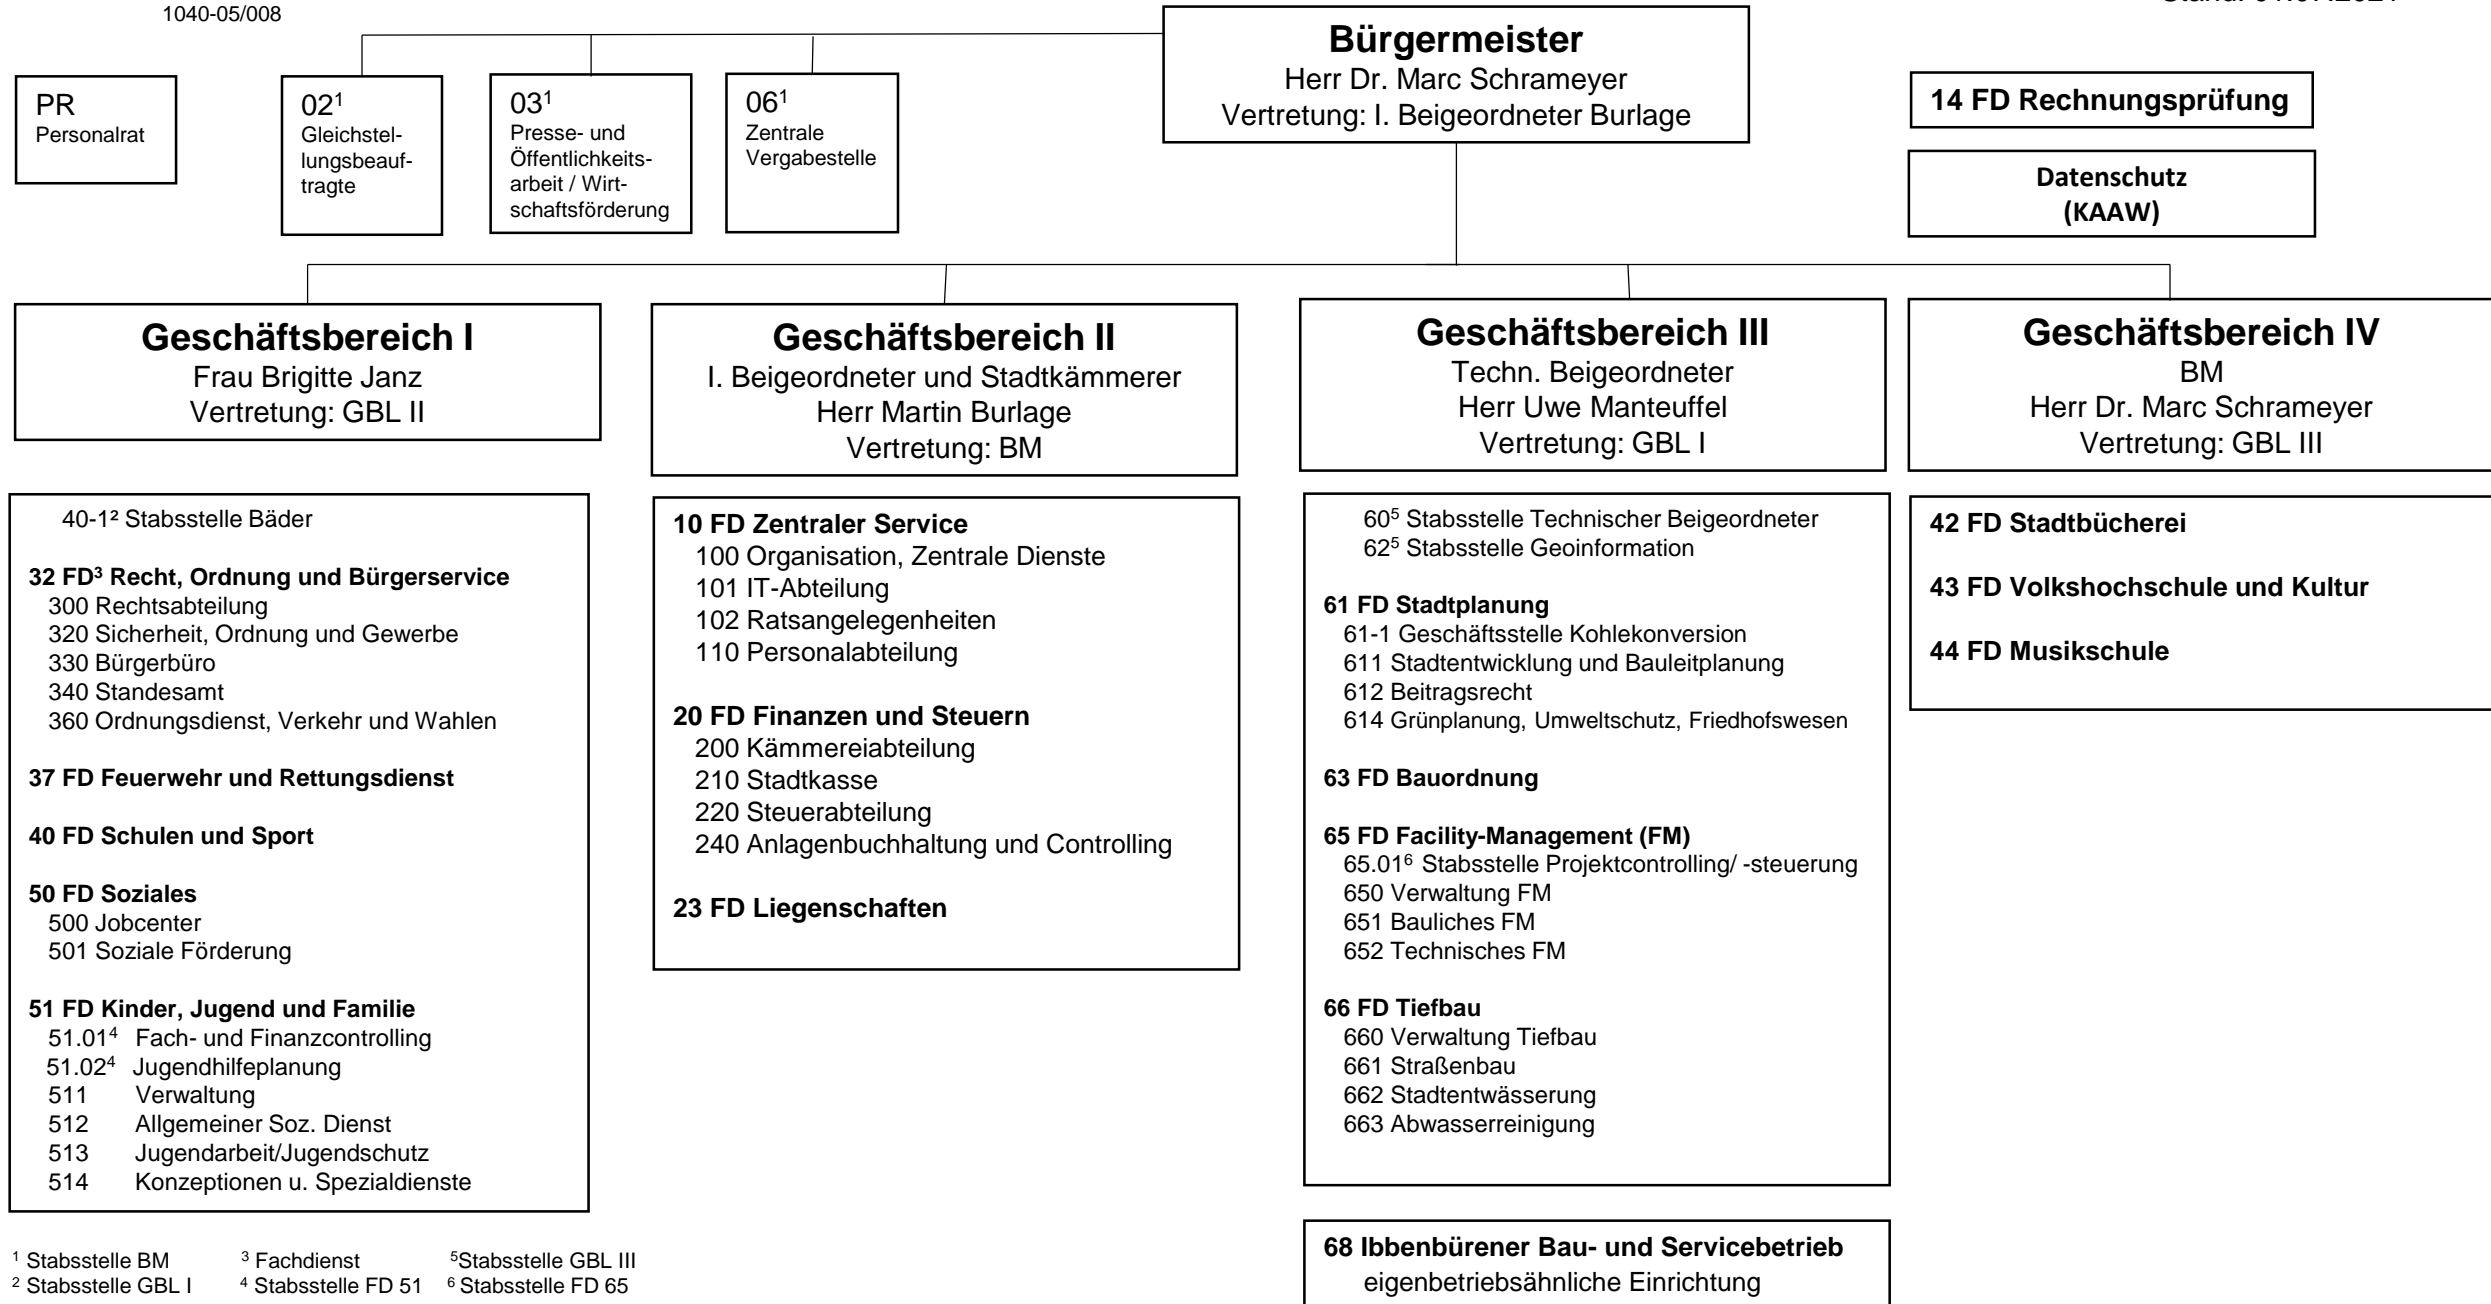 1040-05/008
Bürgermeister
Herr Dr. Marc Schrameyer
Vertretung: I. Beigeordneter Burlage
PR
Personalrat
02¹
Gleichstel-
lungsbeauf-
tragte
03¹
Presse- und
Öffentlichkeits-
arbeit / Wirt-
schaftsförderung
06¹
Zentrale
Vergabestelle
14 FD Rechnungsprüfung
Datenschutz
(KAAW)
Geschäftsbereich I
Frau Brigitte Janz
Vertretung: GBL II
Geschäftsbereich II
I. Beigeordneter und Stadtkämmerer
Herr Martin Burlage
Vertretung: BM
Geschäftsbereich III
Techn. Beigeordneter
Herr Uwe Manteuffel
Vertretung: GBL I
Geschäftsbereich IV
BM
Herr Dr. Marc Schrameyer
Vertretung: GBL III
40-1² Stabsstelle Bäder
32 FD³ Recht, Ordnung und Bürgerservice
300 Rechtsabteilung
320 Sicherheit, Ordnung und Gewerbe
330 Bürgerbüro
340 Standesamt
360 Ordnungsdienst, Verkehr und Wahlen
37 FD Feuerwehr und Rettungsdienst
40 FD Schulen und Sport
50 FD Soziales
500 Jobcenter
501 Soziale Förderung
51 FD Kinder, Jugend und Familie
51.01⁴ Fach- und Finanzcontrolling
51.02⁴ Jugendhilfeplanung
511 Verwaltung
512 Allgemeiner Soz. Dienst
513 Jugendarbeit/Jugendschutz
514 Konzeptionen u. Spezialdienste
10 FD Zentraler Service
100 Organisation, Zentrale Dienste
101 IT-Abteilung
102 Ratsangelegenheiten
110 Personalabteilung
20 FD Finanzen und Steuern
200 Kämmereiabteilung
210 Stadtkasse
220 Steuerabteilung
240 Anlagenbuchhaltung und Controlling
23 FD Liegenschaften
60⁵ Stabsstelle Technischer Beigeordneter
62⁵ Stabsstelle Geoinformation
61 FD Stadtplanung
61-1 Geschäftsstelle Kohlekonversion
611 Stadtentwicklung und Bauleitplanung
612 Beitragsrecht
614 Grünplanung, Umweltschutz, Friedhofswesen
63 FD Bauordnung
65 FD Facility-Management (FM)
65.01⁶ Stabsstelle Projektcontrolling/ -steuerung
650 Verwaltung FM
651 Bauliches FM
652 Technisches FM
66 FD Tiefbau
660 Verwaltung Tiefbau
661 Straßenbau
662 Stadtentwässerung
663 Abwasserreinigung
42 FD Stadtbücherei
43 FD Volkshochschule und Kultur
44 FD Musikschule
68 Ibbenbürener Bau- und Servicebetrieb
eigenbetriebsähnliche Einrichtung
¹ Stabsstelle BM ³ Fachdienst ⁵Stabsstelle GBL III
² Stabsstelle GBL I ⁴ Stabsstelle FD 51 ⁶ Stabsstelle FD 65